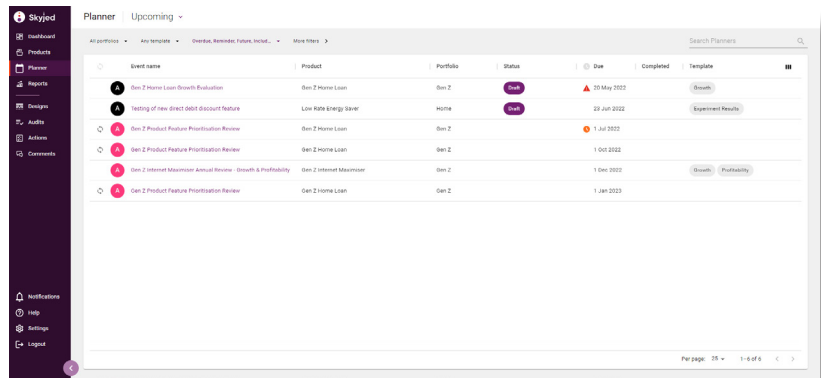 Skyjed
Planner Upcoming
Dashboard
Products
Planner
Reports
Designs
Audits
Actions
Comments
Notifications
Help
Settings
Logout
All portfolios Any template Overdue, Reminder, Future, Includ... More filters
Search Planners
Event name Product Portfolio Status Due Completed Template
A Gen Z Home Loan Growth Evaluation Gen Z Home Loan Gen Z Draft 20 May 2022 Growth
A Testing of new direct debit discount feature Low Rate Energy Saver Home Draft 23 Jun 2022 Experiment Results
A Gen Z Product Feature Prioritisation Review Gen Z Home Loan Gen Z 1 Jul 2022
A Gen Z Product Feature Prioritisation Review Gen Z Home Loan Gen Z 1 Oct 2022
A Gen Z Internet Maximiser Annual Review - Growth & Profitability Gen Z Internet Maximiser Gen Z 1 Dec 2022 Growth Profitability
A Gen Z Product Feature Prioritisation Review Gen Z Home Loan Gen Z 1 Jan 2023
Per page: 25 1-6 of 6